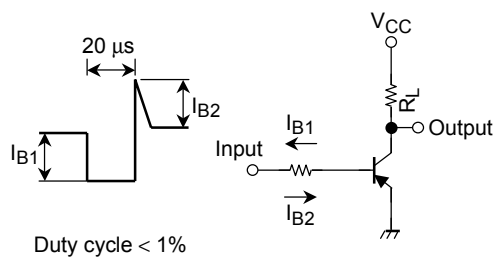 20 μs
I_B2
I_B1
Duty cycle < 1%
V_CC
R_L
Output
I_B1
Input
I_B2